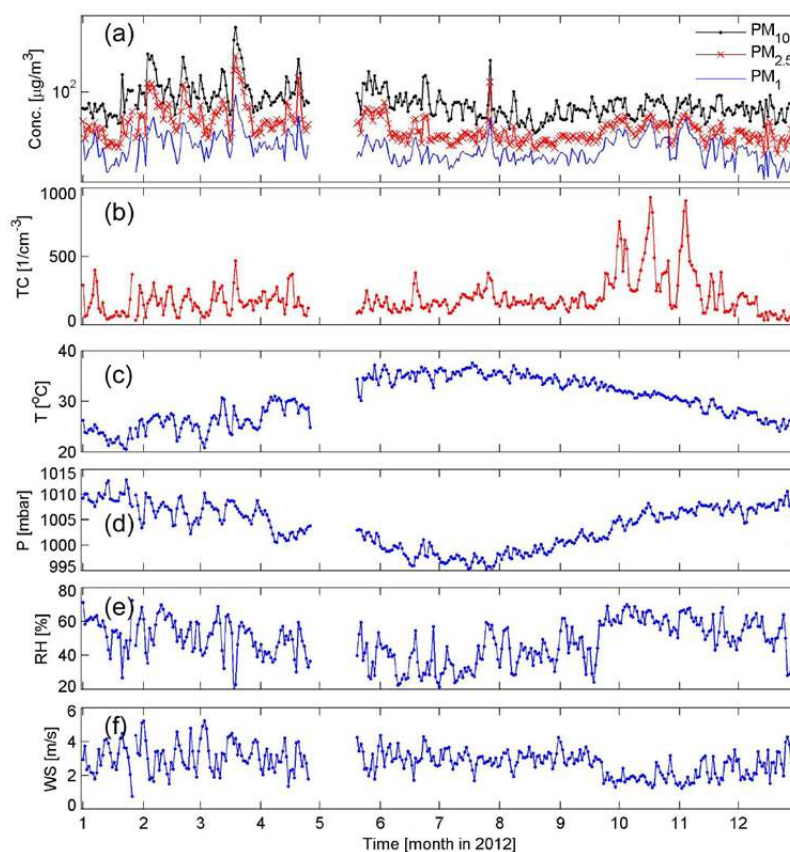 (a)
PM10
PM2.5
PM1
Conc. [μg/m3]
10²
(b)
TC [1/cm-3]
1000
500
0
(c)
T [°C]
40
30
20
(d)
P [mbar]
1015
1010
1005
1000
995
(e)
RH [%]
80
60
40
20
(f)
WS [m/s]
6
4
2
0
1 2 3 4 5 6 7 8 9 10 11 12
Time [month in 2012]